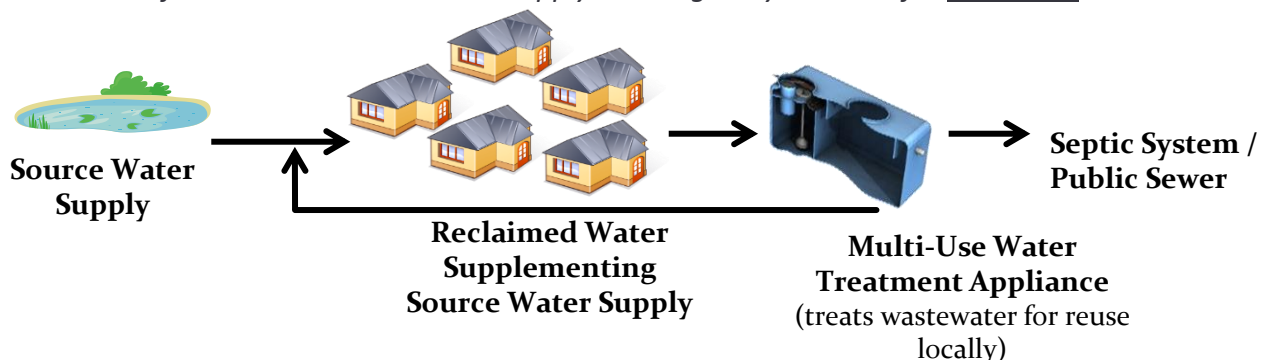 Source Water
Supply
Reclaimed Water
Supplementing
Source Water Supply
Multi-Use Water
Treatment Appliance
(treats wastewater for reuse
locally)
Septic System /
Public Sewer